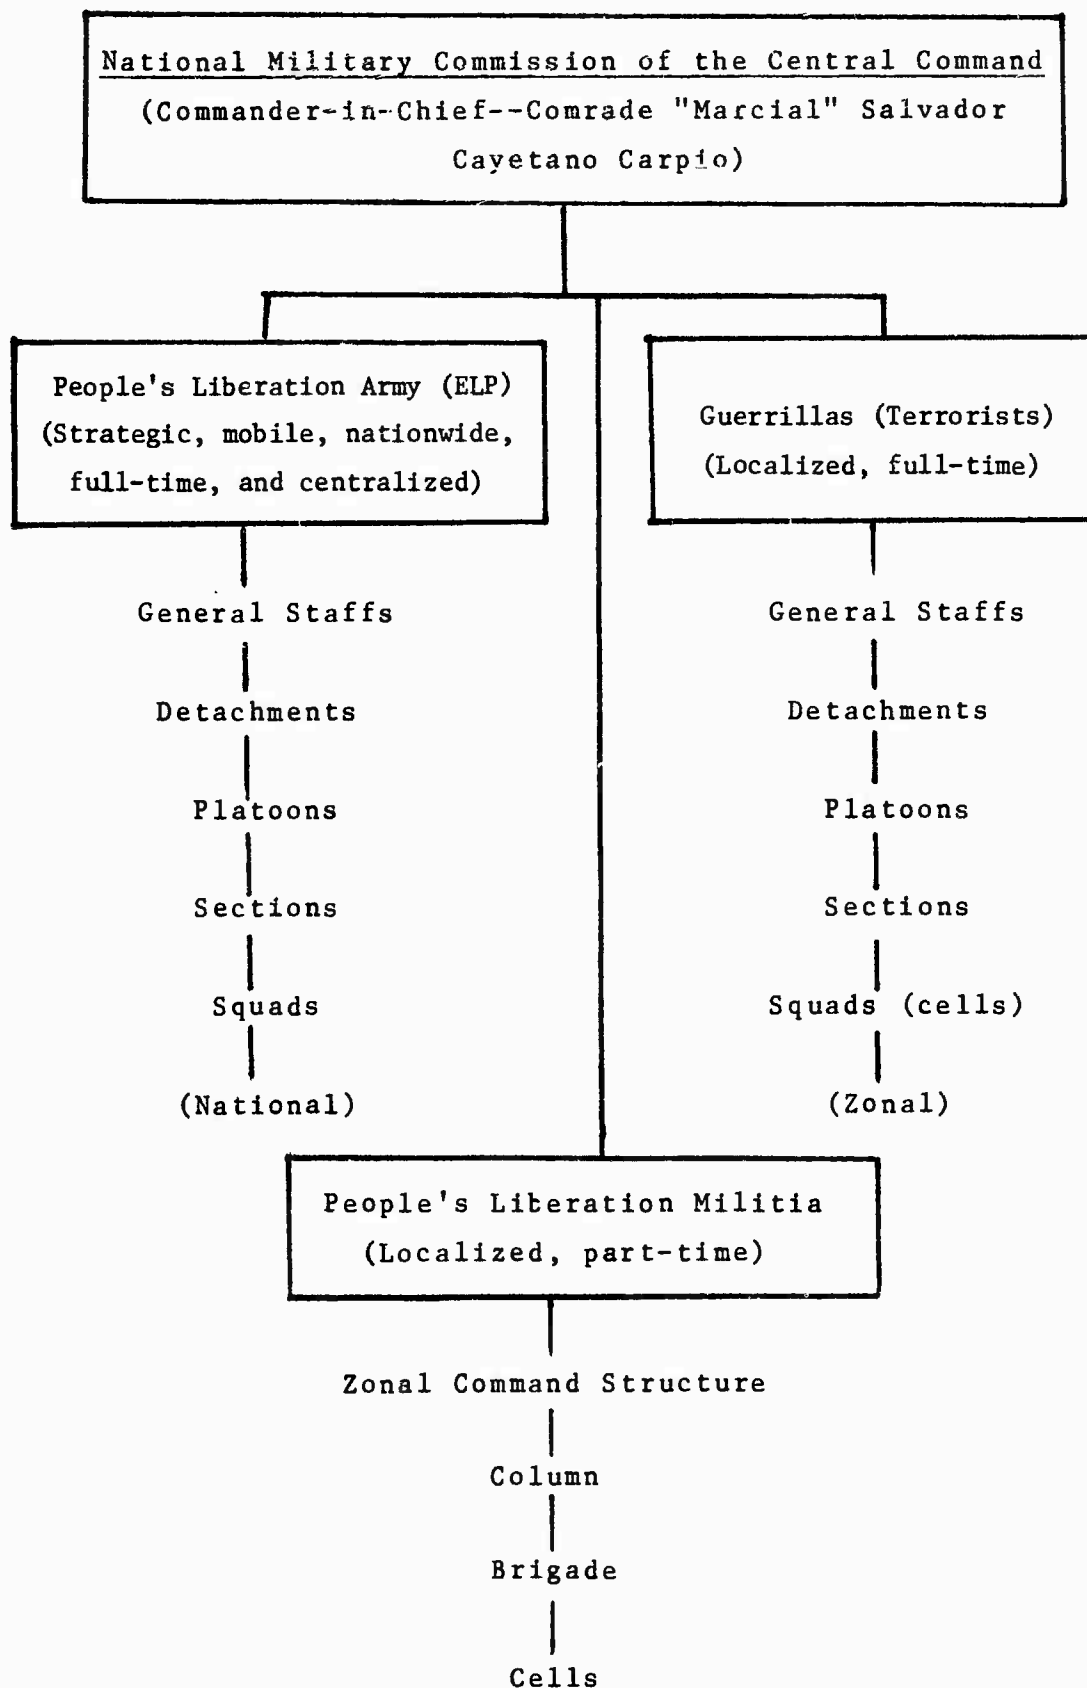 National Military Commission of the Central Command
(Commander-in-Chief--Comrade "Marcial" Salvador
Cayetano Carpio)
People's Liberation Army (ELP)
(Strategic, mobile, nationwide,
full-time, and centralized)
General Staffs
Detachments
Platoons
Sections
Squads
(National)
Guerrillas (Terrorists)
(Localized, full-time)
General Staffs
Detachments
Platoons
Sections
Squads (cells)
(Zonal)
People's Liberation Militia
(Localized, part-time)
Zonal Command Structure
Column
Brigade
Cells